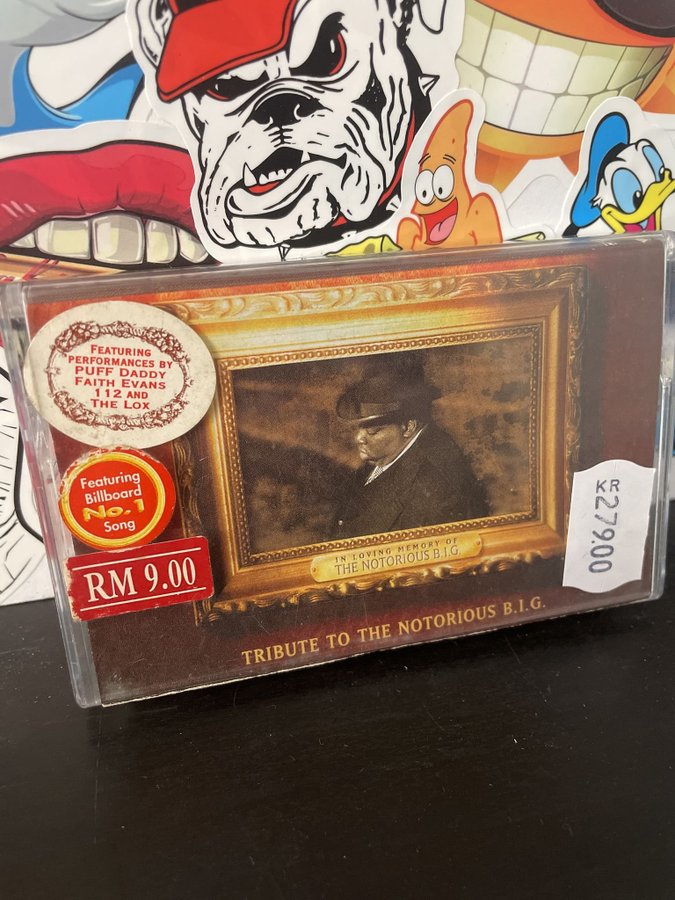 FEATURING
PERFORMANCES BY
PUFF DADDY
FAITH EVANS
112 AND
THE LOX
Featuring
Billboard
No.1
Song
RM 9.00
IN LOVING MEMORY OF
THE NOTORIOUS B.I.G.
KR
279.00
TRIBUTE TO THE NOTORIOUS B.I.G.